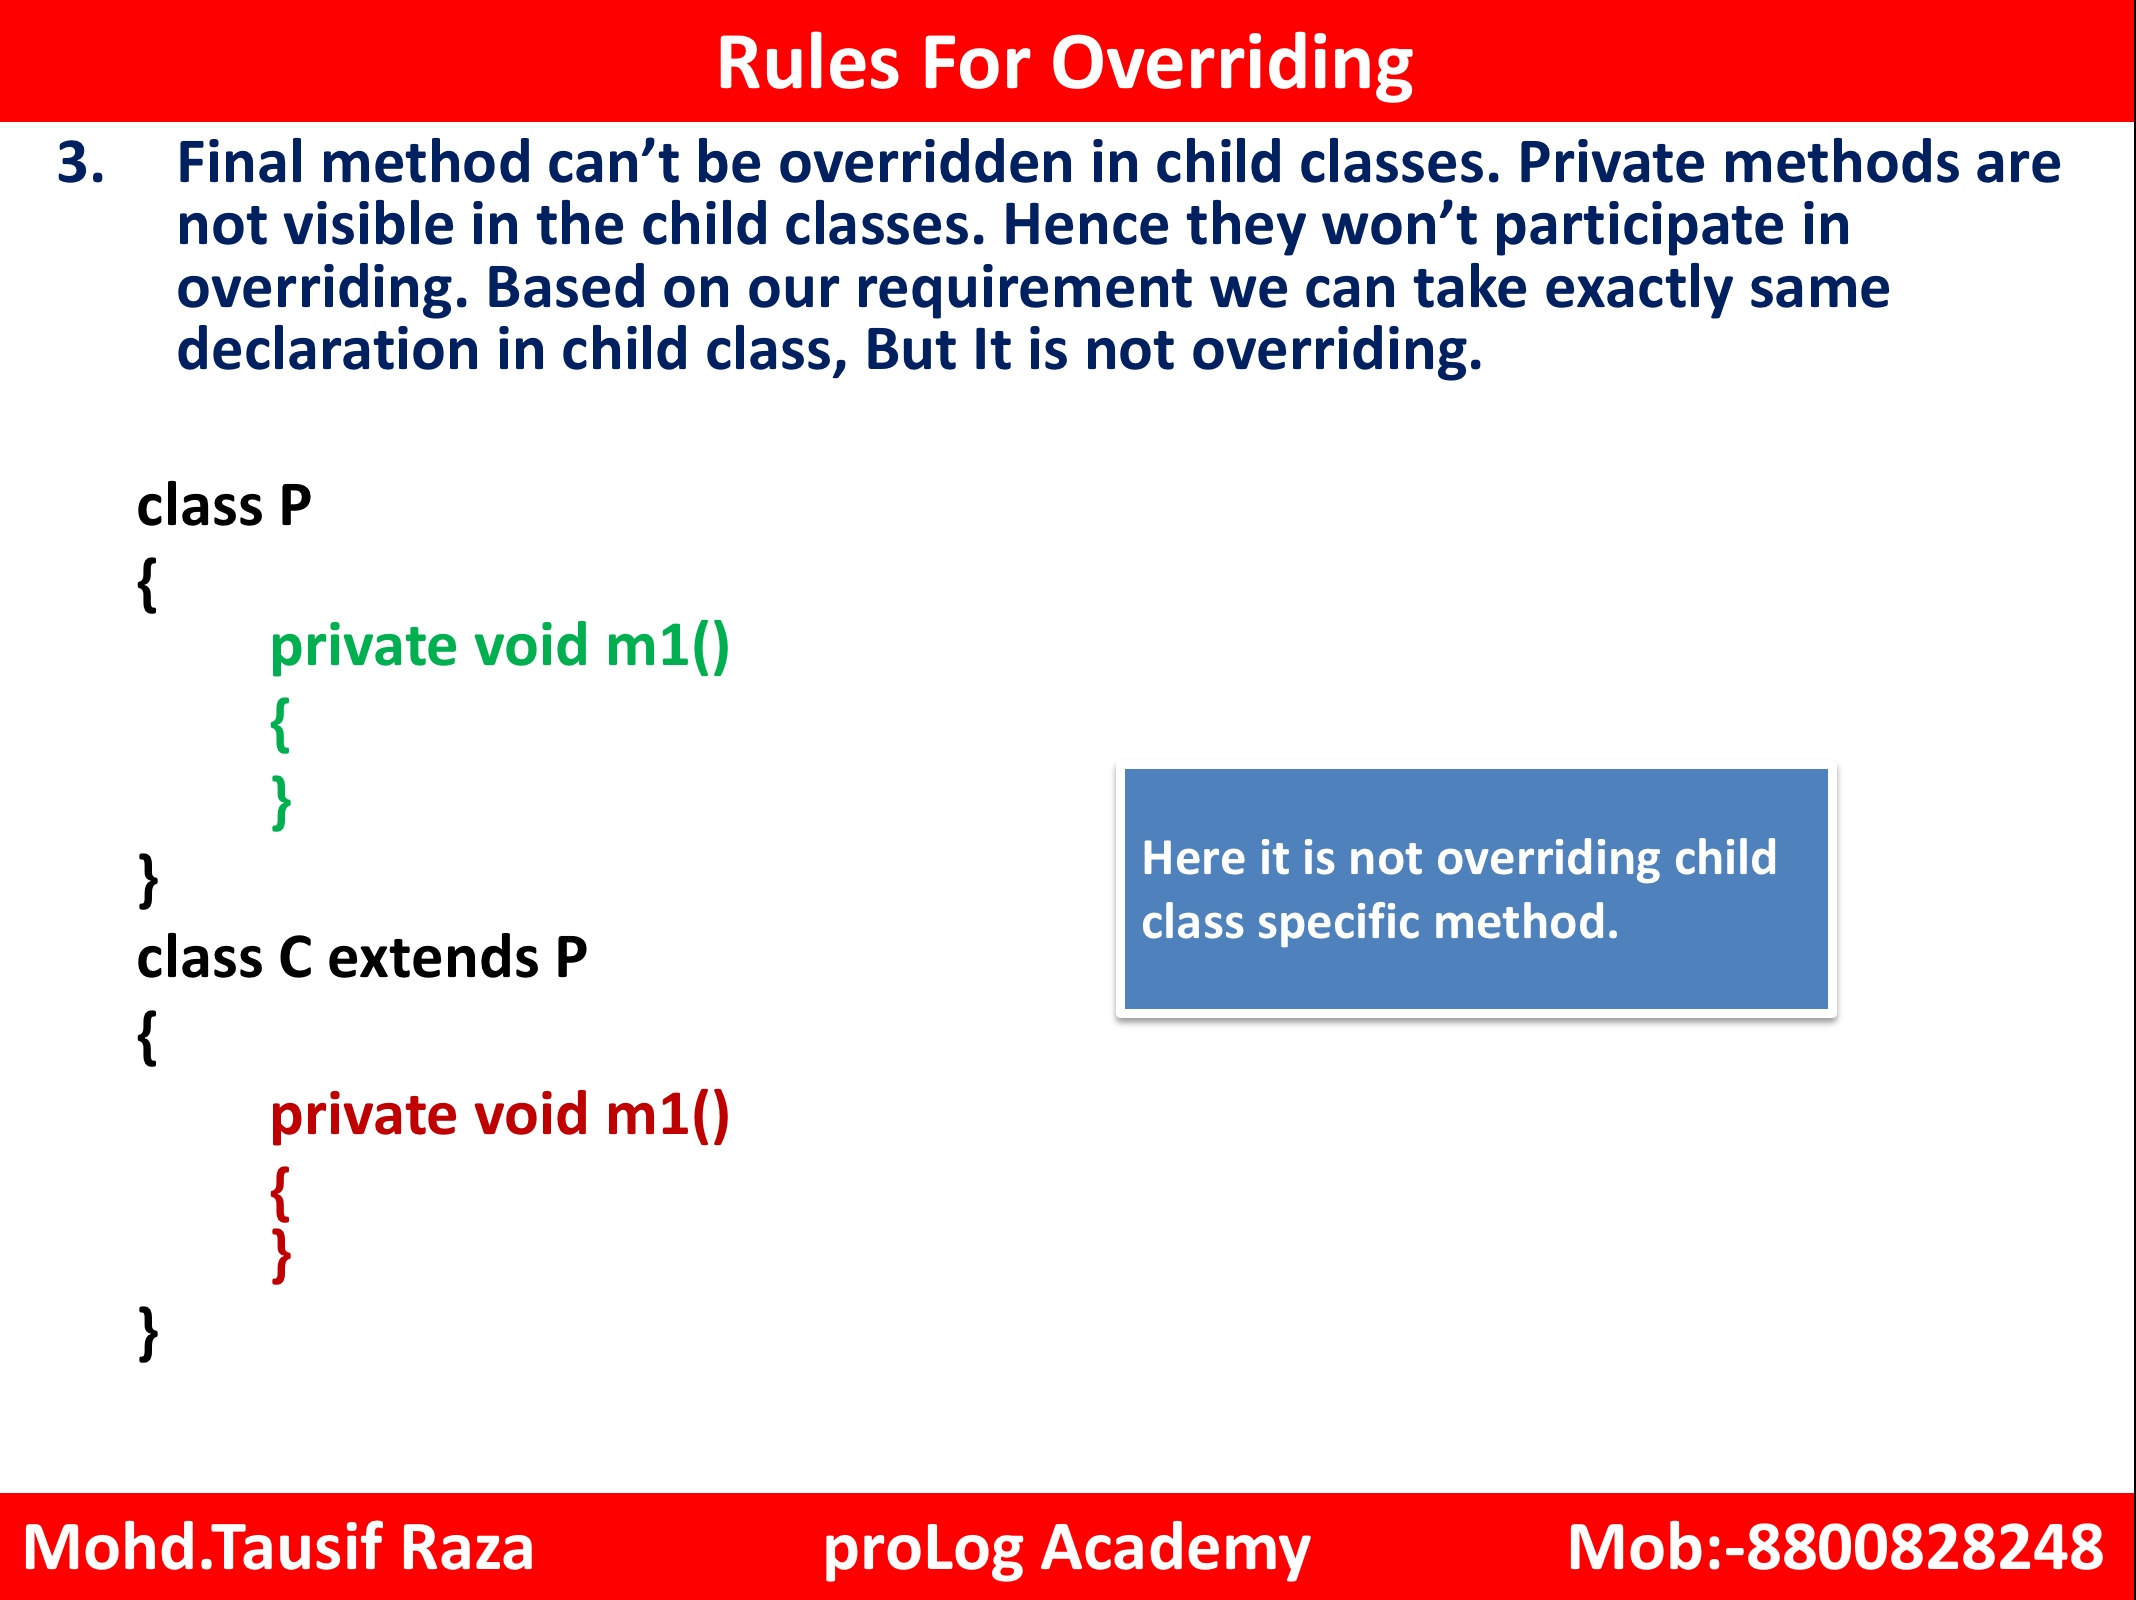 Rules For Overriding
3. Final method can’t be overridden in child classes. Private methods are
not visible in the child classes. Hence they won’t participate in
overriding. Based on our requirement we can take exactly same
declaration in child class, But It is not overriding.
class P
{
private void m1()
{
}
}
class C extends P
{
private void m1()
{
}
}
Here it is not overriding child
class specific method.
Mohd.Tausif Raza proLog Academy Mob:-8800828248